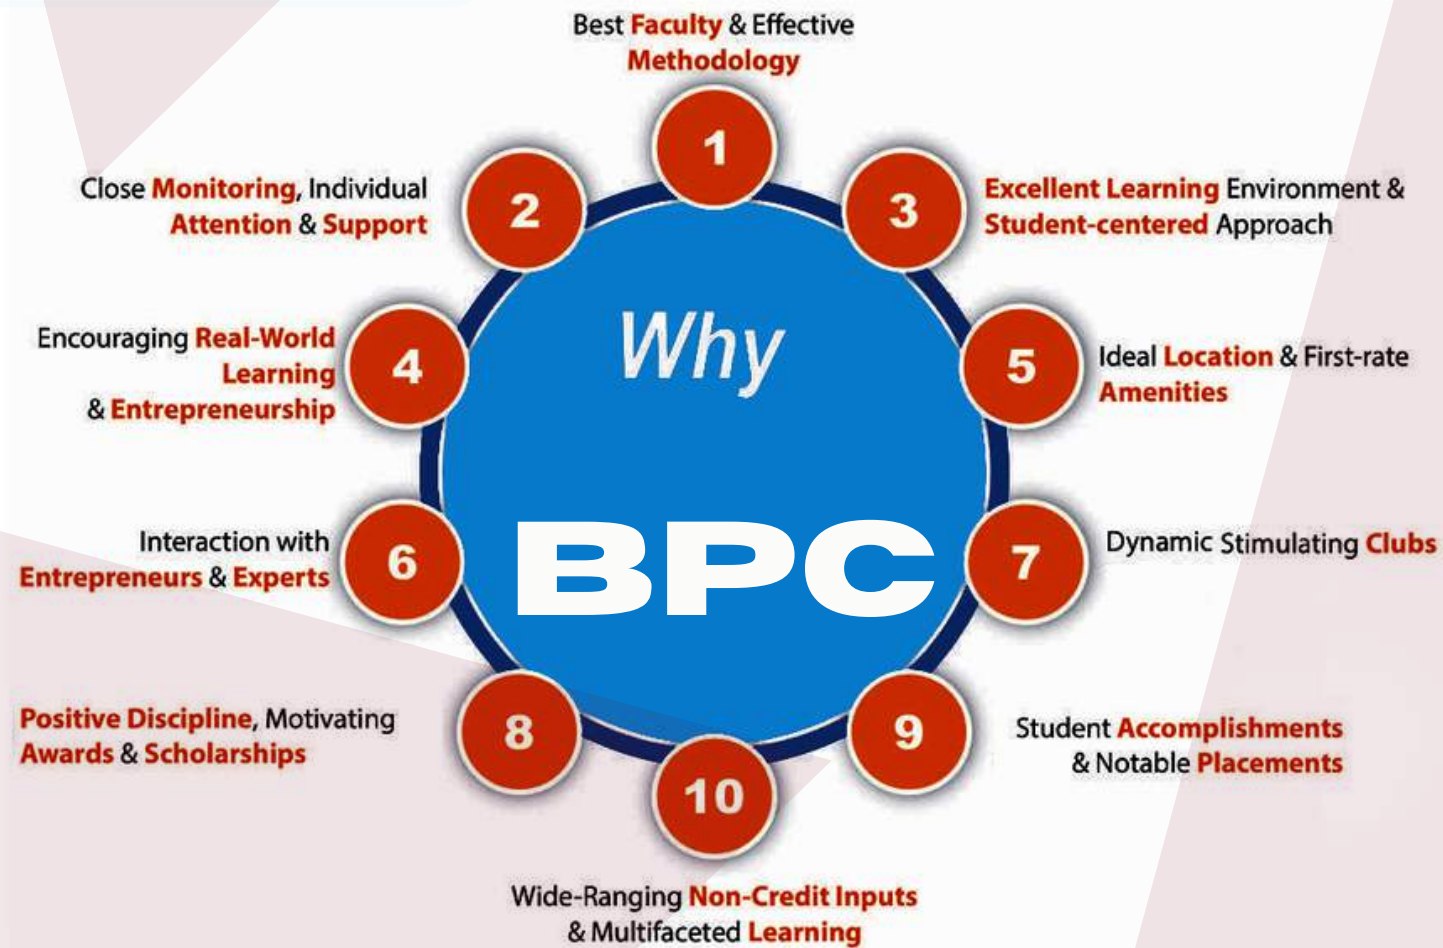 Best Faculty & Effective
Methodology
1
2
Close Monitoring, Individual
Attention & Support
3
Excellent Learning Environment &
Student-centered Approach
Why
BPC
4
Encouraging Real-World
Learning
& Entrepreneurship
5
Ideal Location & First-rate
Amenities
6
Interaction with
Entrepreneurs & Experts
7
Dynamic Stimulating Clubs
8
Positive Discipline, Motivating
Awards & Scholarships
9
Student Accomplishments
& Notable Placements
10
Wide-Ranging Non-Credit Inputs
& Multifaceted Learning